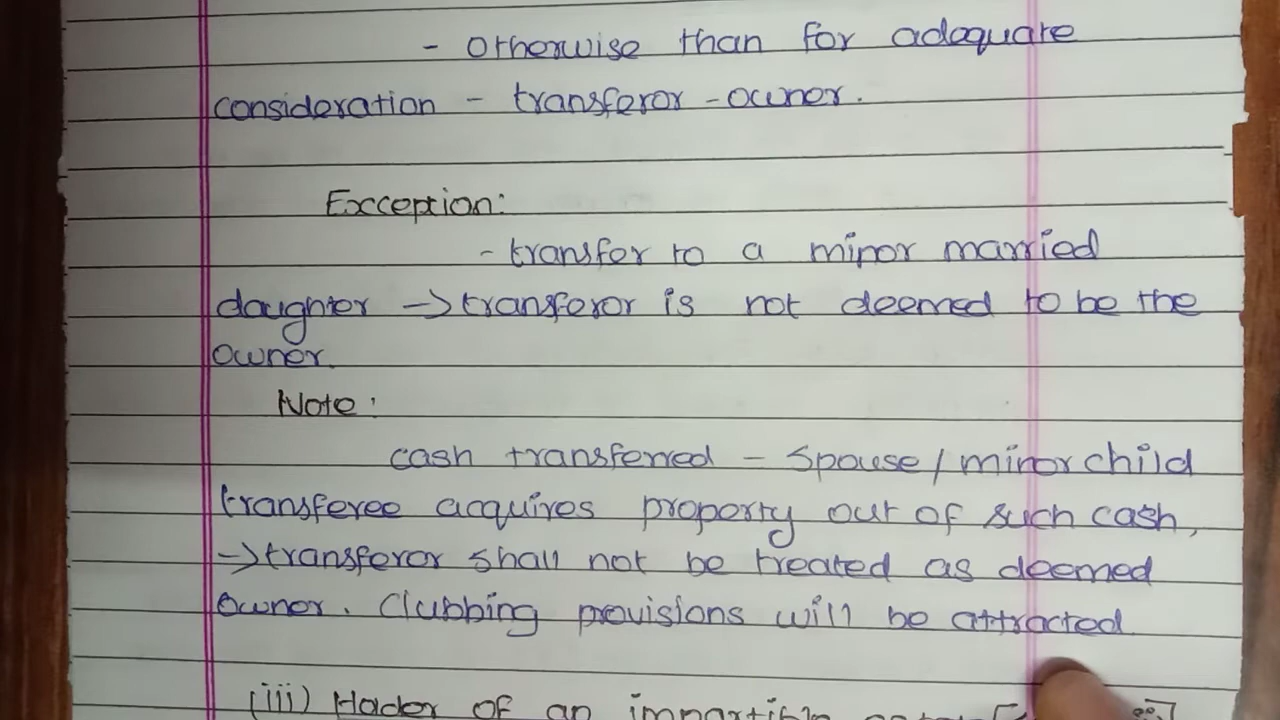 - Otherwise than for adequate
consideration - transferor - owner.
Exception:
- transfer to a minor married
daughter → transferor is not deemed to be the
owner.
Note:
cash transferred - Spouse / minor child
transferee acquires property out of such cash,
→ transferor shall not be treated as deemed
owner. Clubbing provisions will be attracted
(iii) Holder of an impartible